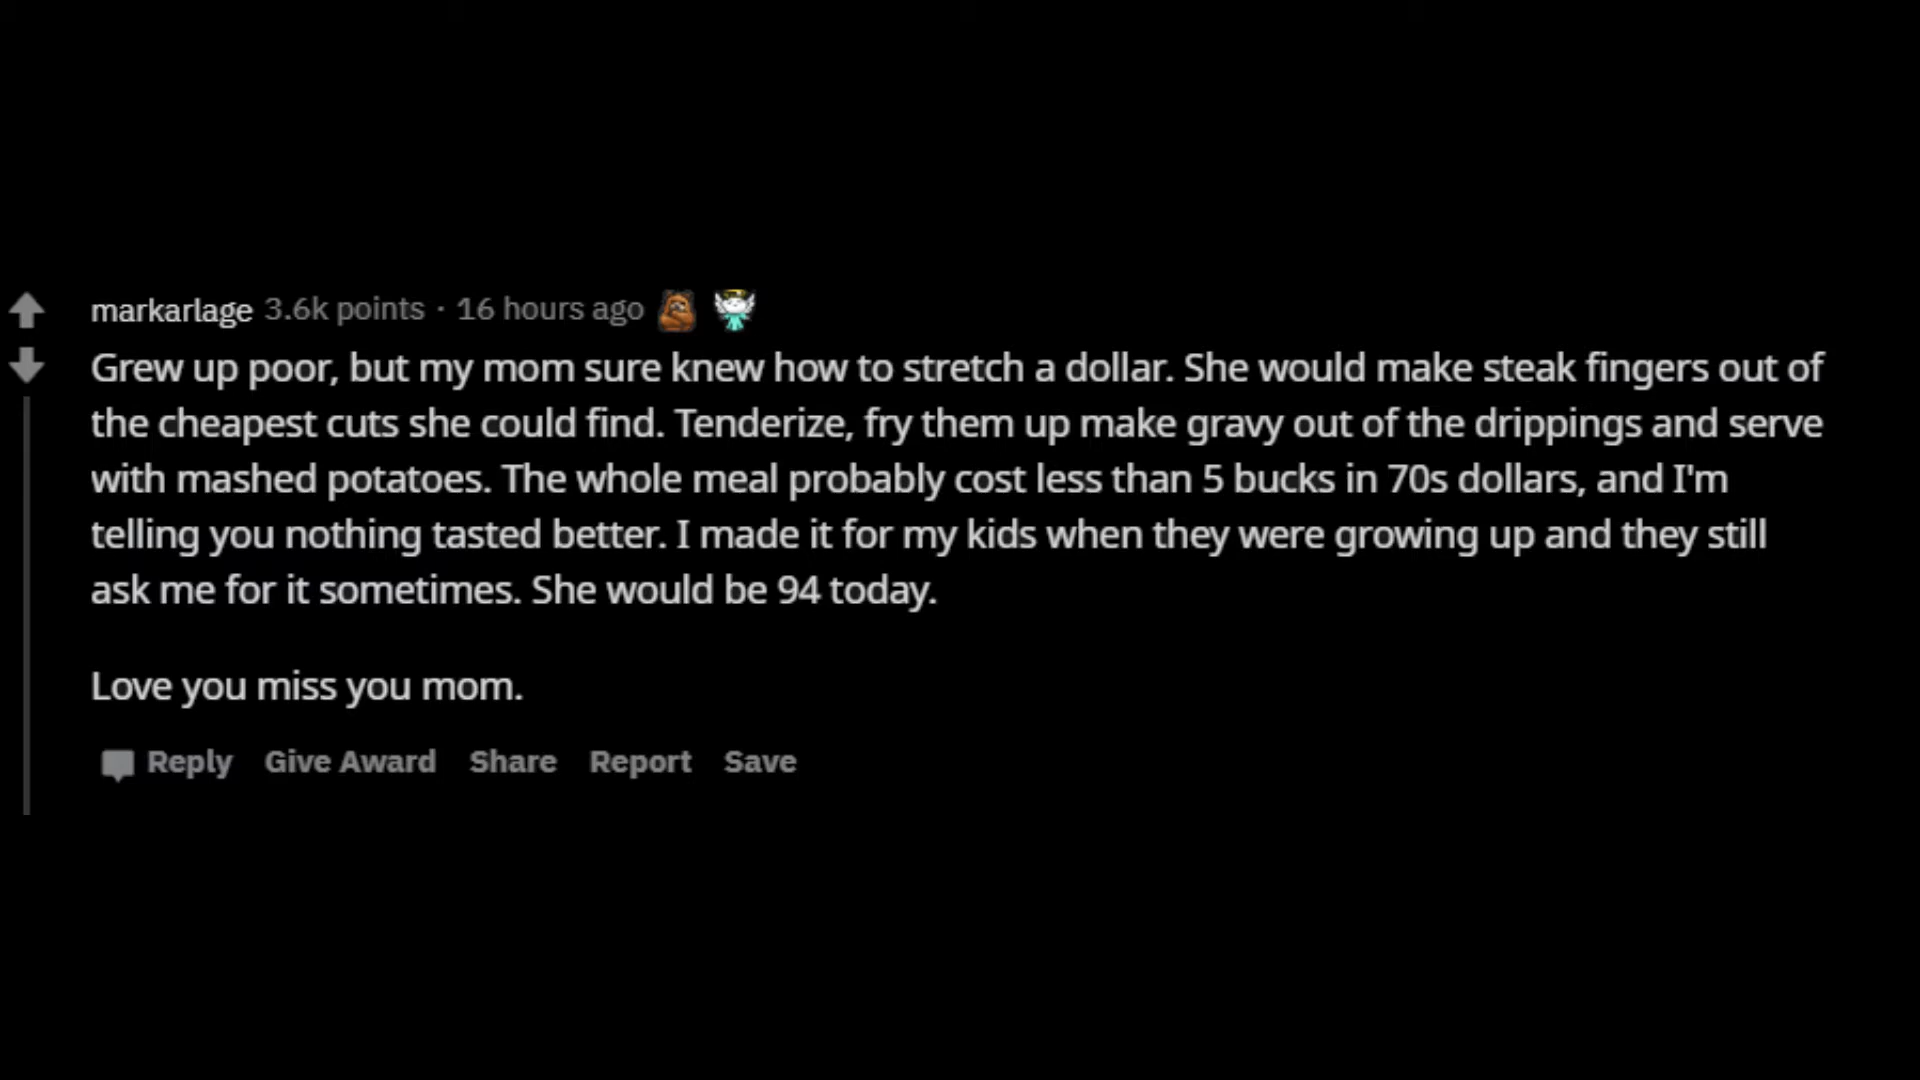 markarlage 3.6k points · 16 hours ago
Grew up poor, but my mom sure knew how to stretch a dollar. She would make steak fingers out of
the cheapest cuts she could find. Tenderize, fry them up make gravy out of the drippings and serve
with mashed potatoes. The whole meal probably cost less than 5 bucks in 70s dollars, and I'm
telling you nothing tasted better. I made it for my kids when they were growing up and they still
ask me for it sometimes. She would be 94 today.
Love you miss you mom.
Reply Give Award Share Report Save